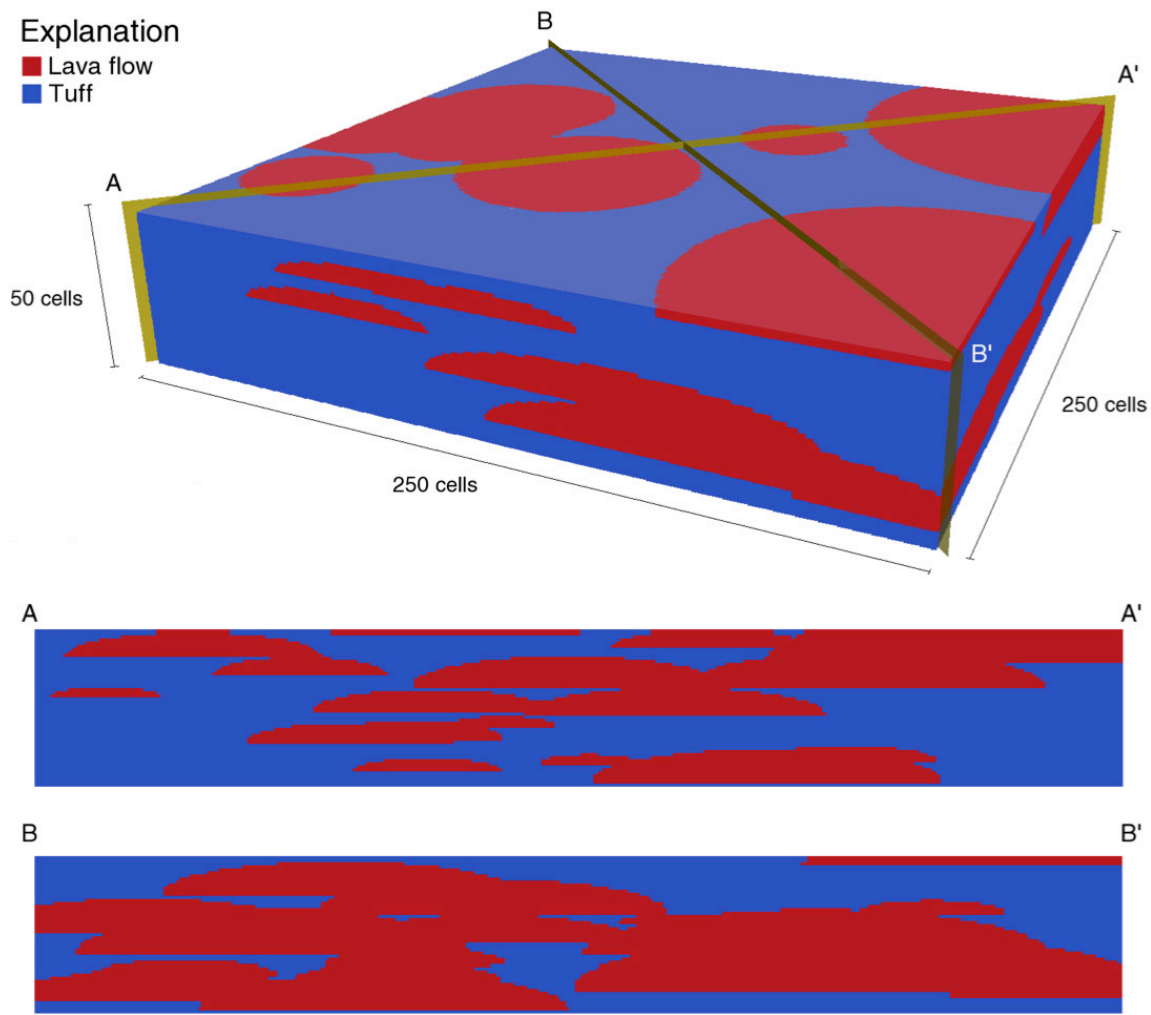 Explanation
Lava flow
Tuff
B
A'
A
50 cells
B'
250 cells
250 cells
A
A'
B
B'